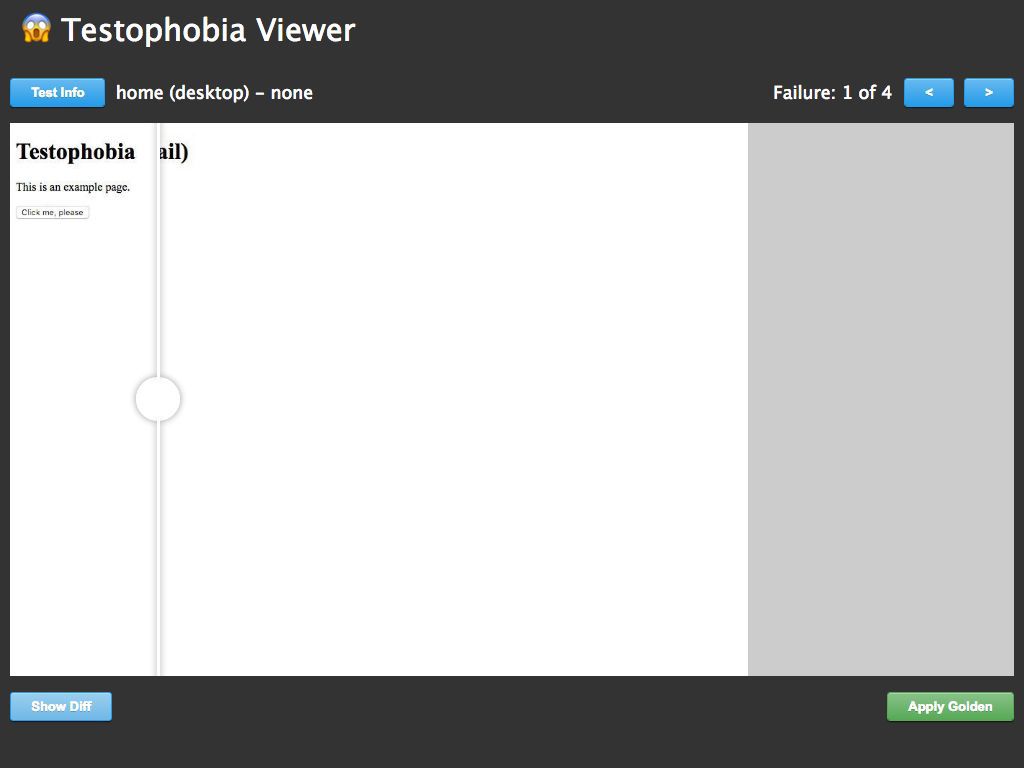 😱 Testophobia Viewer
Test Info home (desktop) – none Failure: 1 of 4 < >
Testophobia ail)
This is an example page.
Click me, please
Show Diff Apply Golden